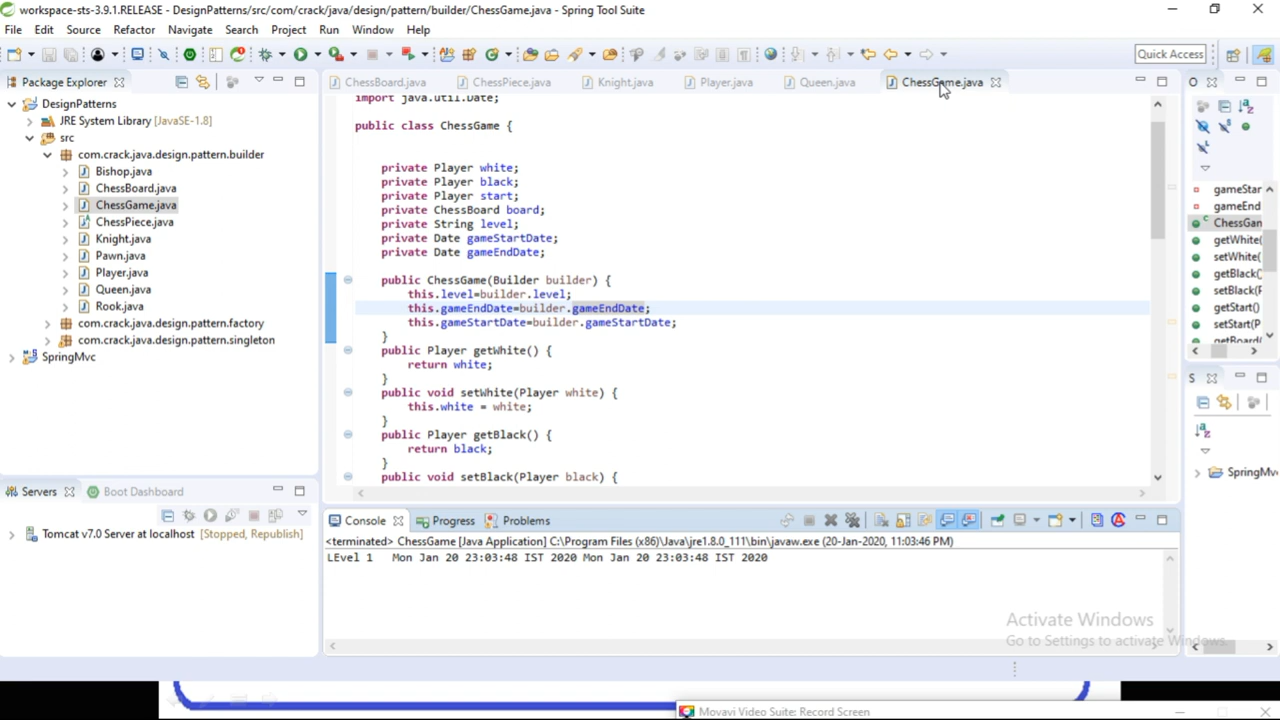 workspace-sts-3.9.1.RELEASE - DesignPatterns/src/com/crack/java/design/pattern/builder/ChessGame.java - Spring Tool Suite
File Edit Source Refactor Navigate Search Project Run Window Help
Quick Access
Package Explorer
ChessBoard.java ChessPiece.java Knight.java Player.java Queen.java ChessGame.java
O
DesignPatterns
JRE System Library [JavaSE-1.8]
src
com.crack.java.design.pattern.builder
Bishop.java
ChessBoard.java
ChessGame.java
ChessPiece.java
Knight.java
Pawn.java
Player.java
Queen.java
Rook.java
com.crack.java.design.pattern.factory
com.crack.java.design.pattern.singleton
SpringMvc
import java.util.Date;
public class ChessGame {
private Player white;
private Player black;
private Player start;
private ChessBoard board;
private String level;
private Date gameStartDate;
private Date gameEndDate;
public ChessGame(Builder builder) {
this.level=builder.level;
this.gameEndDate=builder.gameEndDate;
this.gameStartDate=builder.gameStartDate;
}
public Player getWhite() {
return white;
}
public void setWhite(Player white) {
this.white = white;
}
public Player getBlack() {
return black;
}
public void setBlack(Player black) {
gameStar
gameEnd
ChessGan
getWhite(
setWhite(
getBlack(
setBlack(F
getStart()
setStart(P
getBoard(
S
SpringMv
Servers Boot Dashboard
Tomcat v7.0 Server at localhost [Stopped, Republish]
Console Progress Problems
<terminated> ChessGame [Java Application] C:\Program Files (x86)\Java\jre1.8.0_111\bin\javaw.exe (20-Jan-2020, 11:03:46 PM)
LEvel 1 Mon Jan 20 23:03:48 IST 2020 Mon Jan 20 23:03:48 IST 2020
Activate Windows
Go to Settings to activate Windows.
Movavi Video Suite: Record Screen